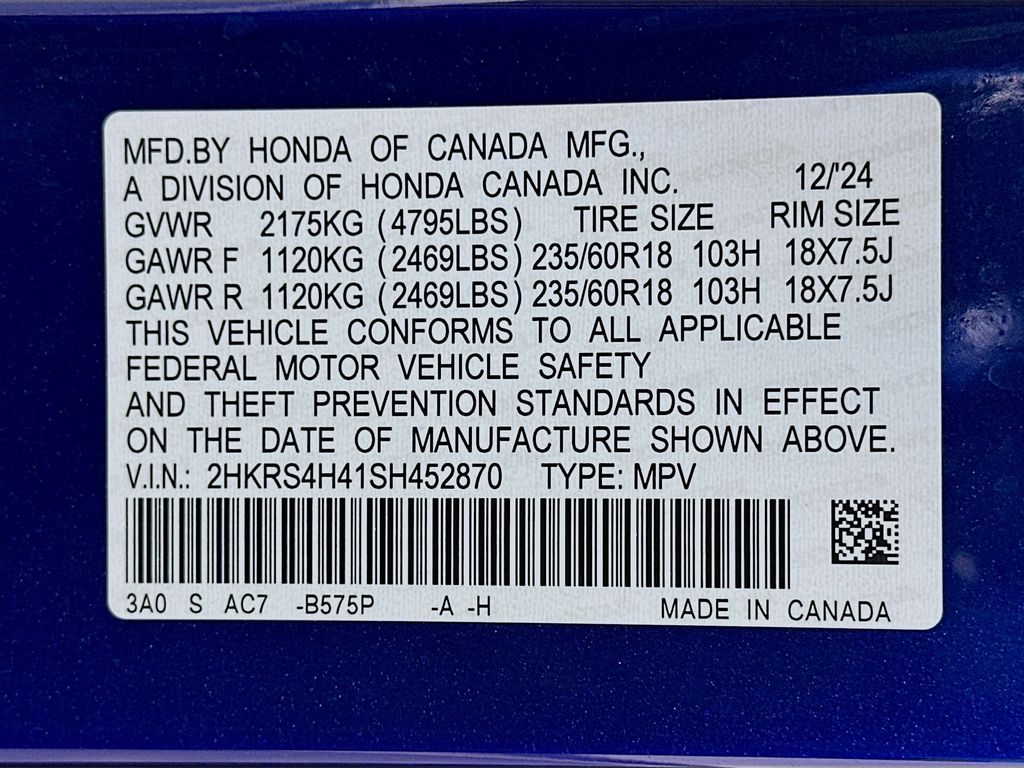 MFD.BY HONDA OF CANADA MFG.,
A DIVISION OF HONDA CANADA INC. 12/'24
GVWR 2175KG (4795LBS) TIRE SIZE RIM SIZE
GAWR F 1120KG (2469LBS) 235/60R18 103H 18X7.5J
GAWR R 1120KG (2469LBS) 235/60R18 103H 18X7.5J
THIS VEHICLE CONFORMS TO ALL APPLICABLE
FEDERAL MOTOR VEHICLE SAFETY
AND THEFT PREVENTION STANDARDS IN EFFECT
ON THE DATE OF MANUFACTURE SHOWN ABOVE.
V.I.N.: 2HKRS4H41SH452870 TYPE: MPV
3A0 S AC7 -B575P -A -H MADE IN CANADA